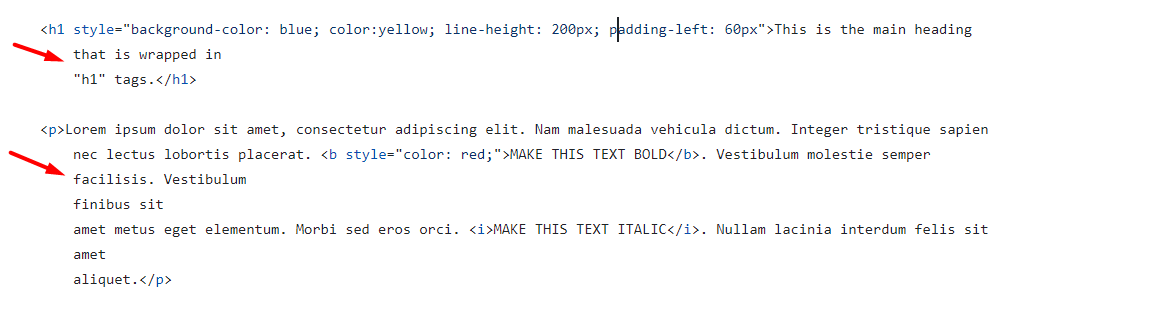 <h1 style="background-color: blue; color:yellow; line-height: 200px; padding-left: 60px">This is the main heading
that is wrapped in
"h1" tags.</h1>
<p>Lorem ipsum dolor sit amet, consectetur adipiscing elit. Nam malesuada vehicula dictum. Integer tristique sapien
nec lectus lobortis placerat. <b style="color: red;">MAKE THIS TEXT BOLD</b>. Vestibulum molestie semper
facilisis. Vestibulum
finibus sit
amet metus eget elementum. Morbi sed eros orci. <i>MAKE THIS TEXT ITALIC</i>. Nullam lacinia interdum felis sit
amet
aliquet.</p>